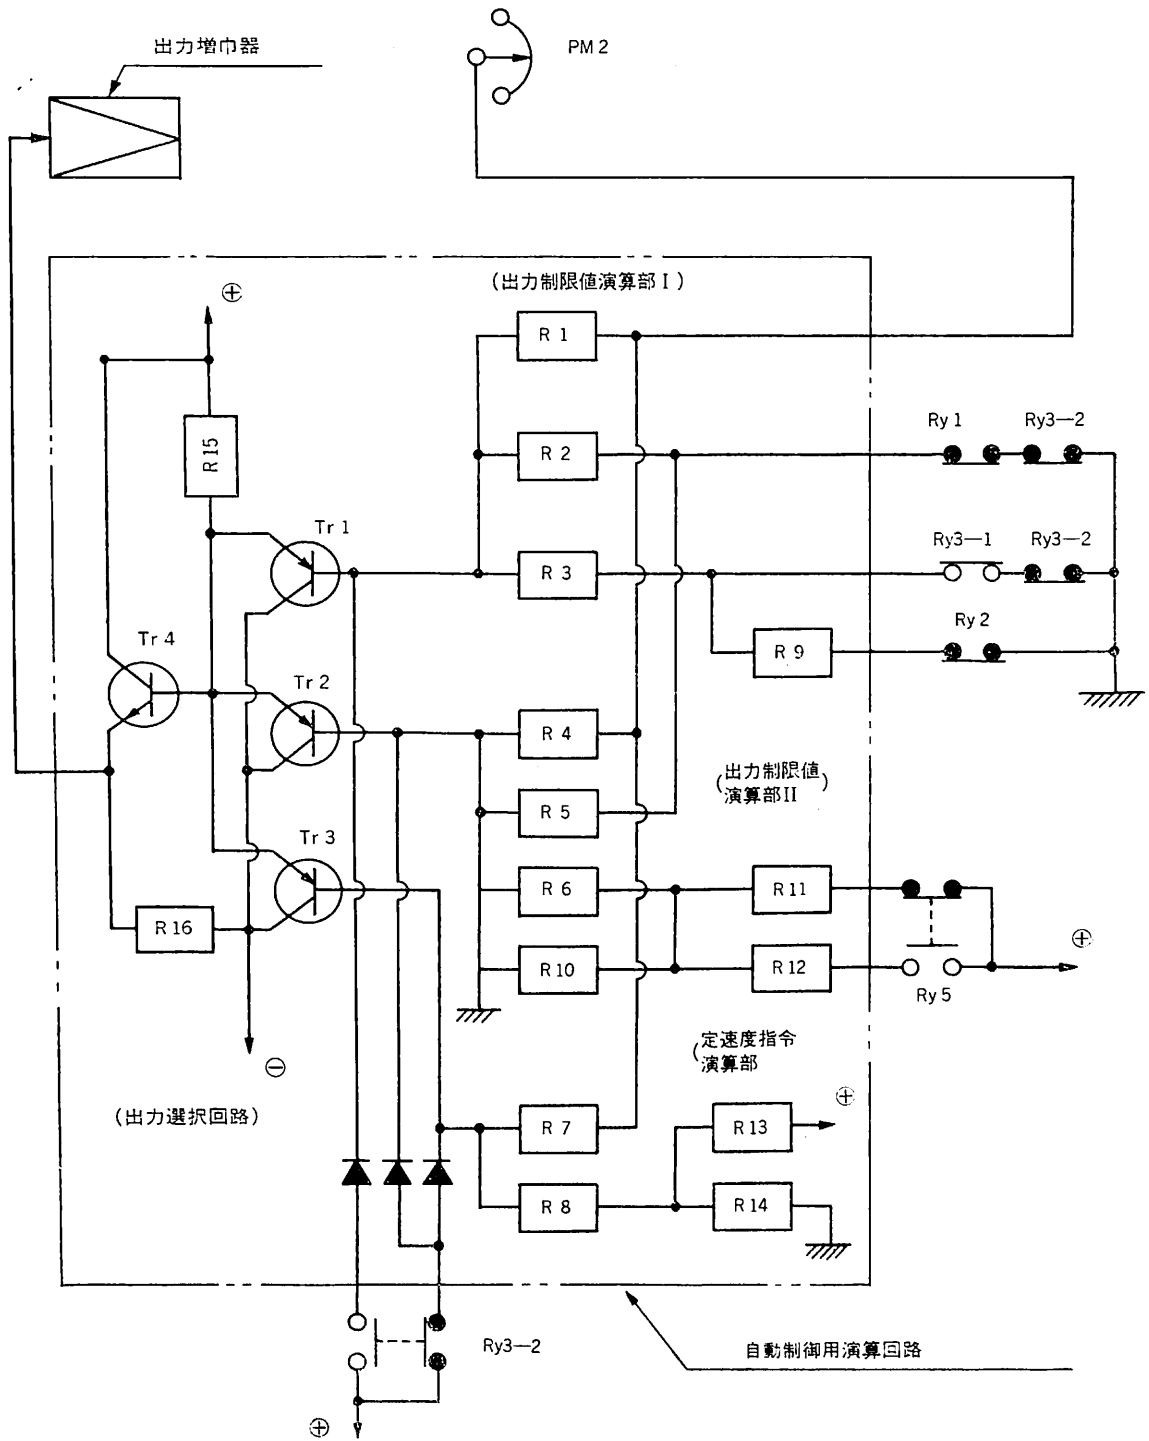 出力増巾器
PM 2
(出力制限値演算部 I )
⊕
R 1
Ry 1
Ry3—2
R 2
R 15
Tr 1
Ry3—1
Ry3—2
R 3
Ry 2
Tr 4
R 9
Tr 2
R 4
(出力制限値)
演算部II
R 5
Tr 3
R 6
R 11
R 16
⊕
R 10
R 12
Ry 5
定速度指令
(演算部
⊖
⊕
(出力選択回路)
R 7
R 13
R 8
R 14
Ry3—2
自動制御用演算回路
⊕